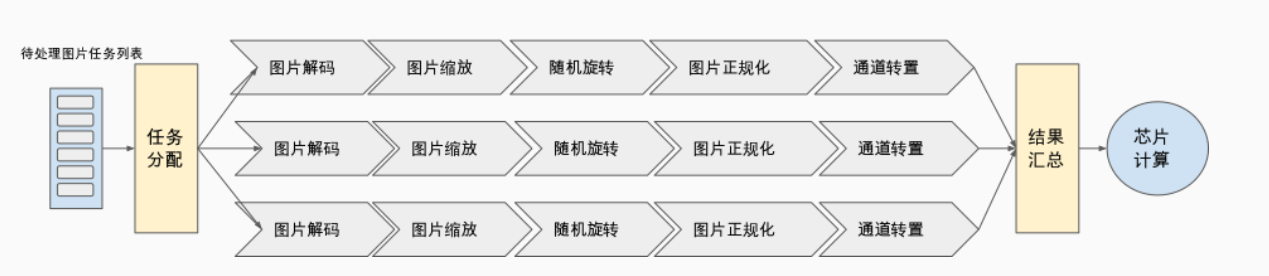 待处理图片任务列表
任务
分配
图片解码
图片缩放
随机旋转
图片正规化
通道转置
图片解码
图片缩放
随机旋转
图片正规化
通道转置
图片解码
图片缩放
随机旋转
图片正规化
通道转置
结果
汇总
芯片
计算